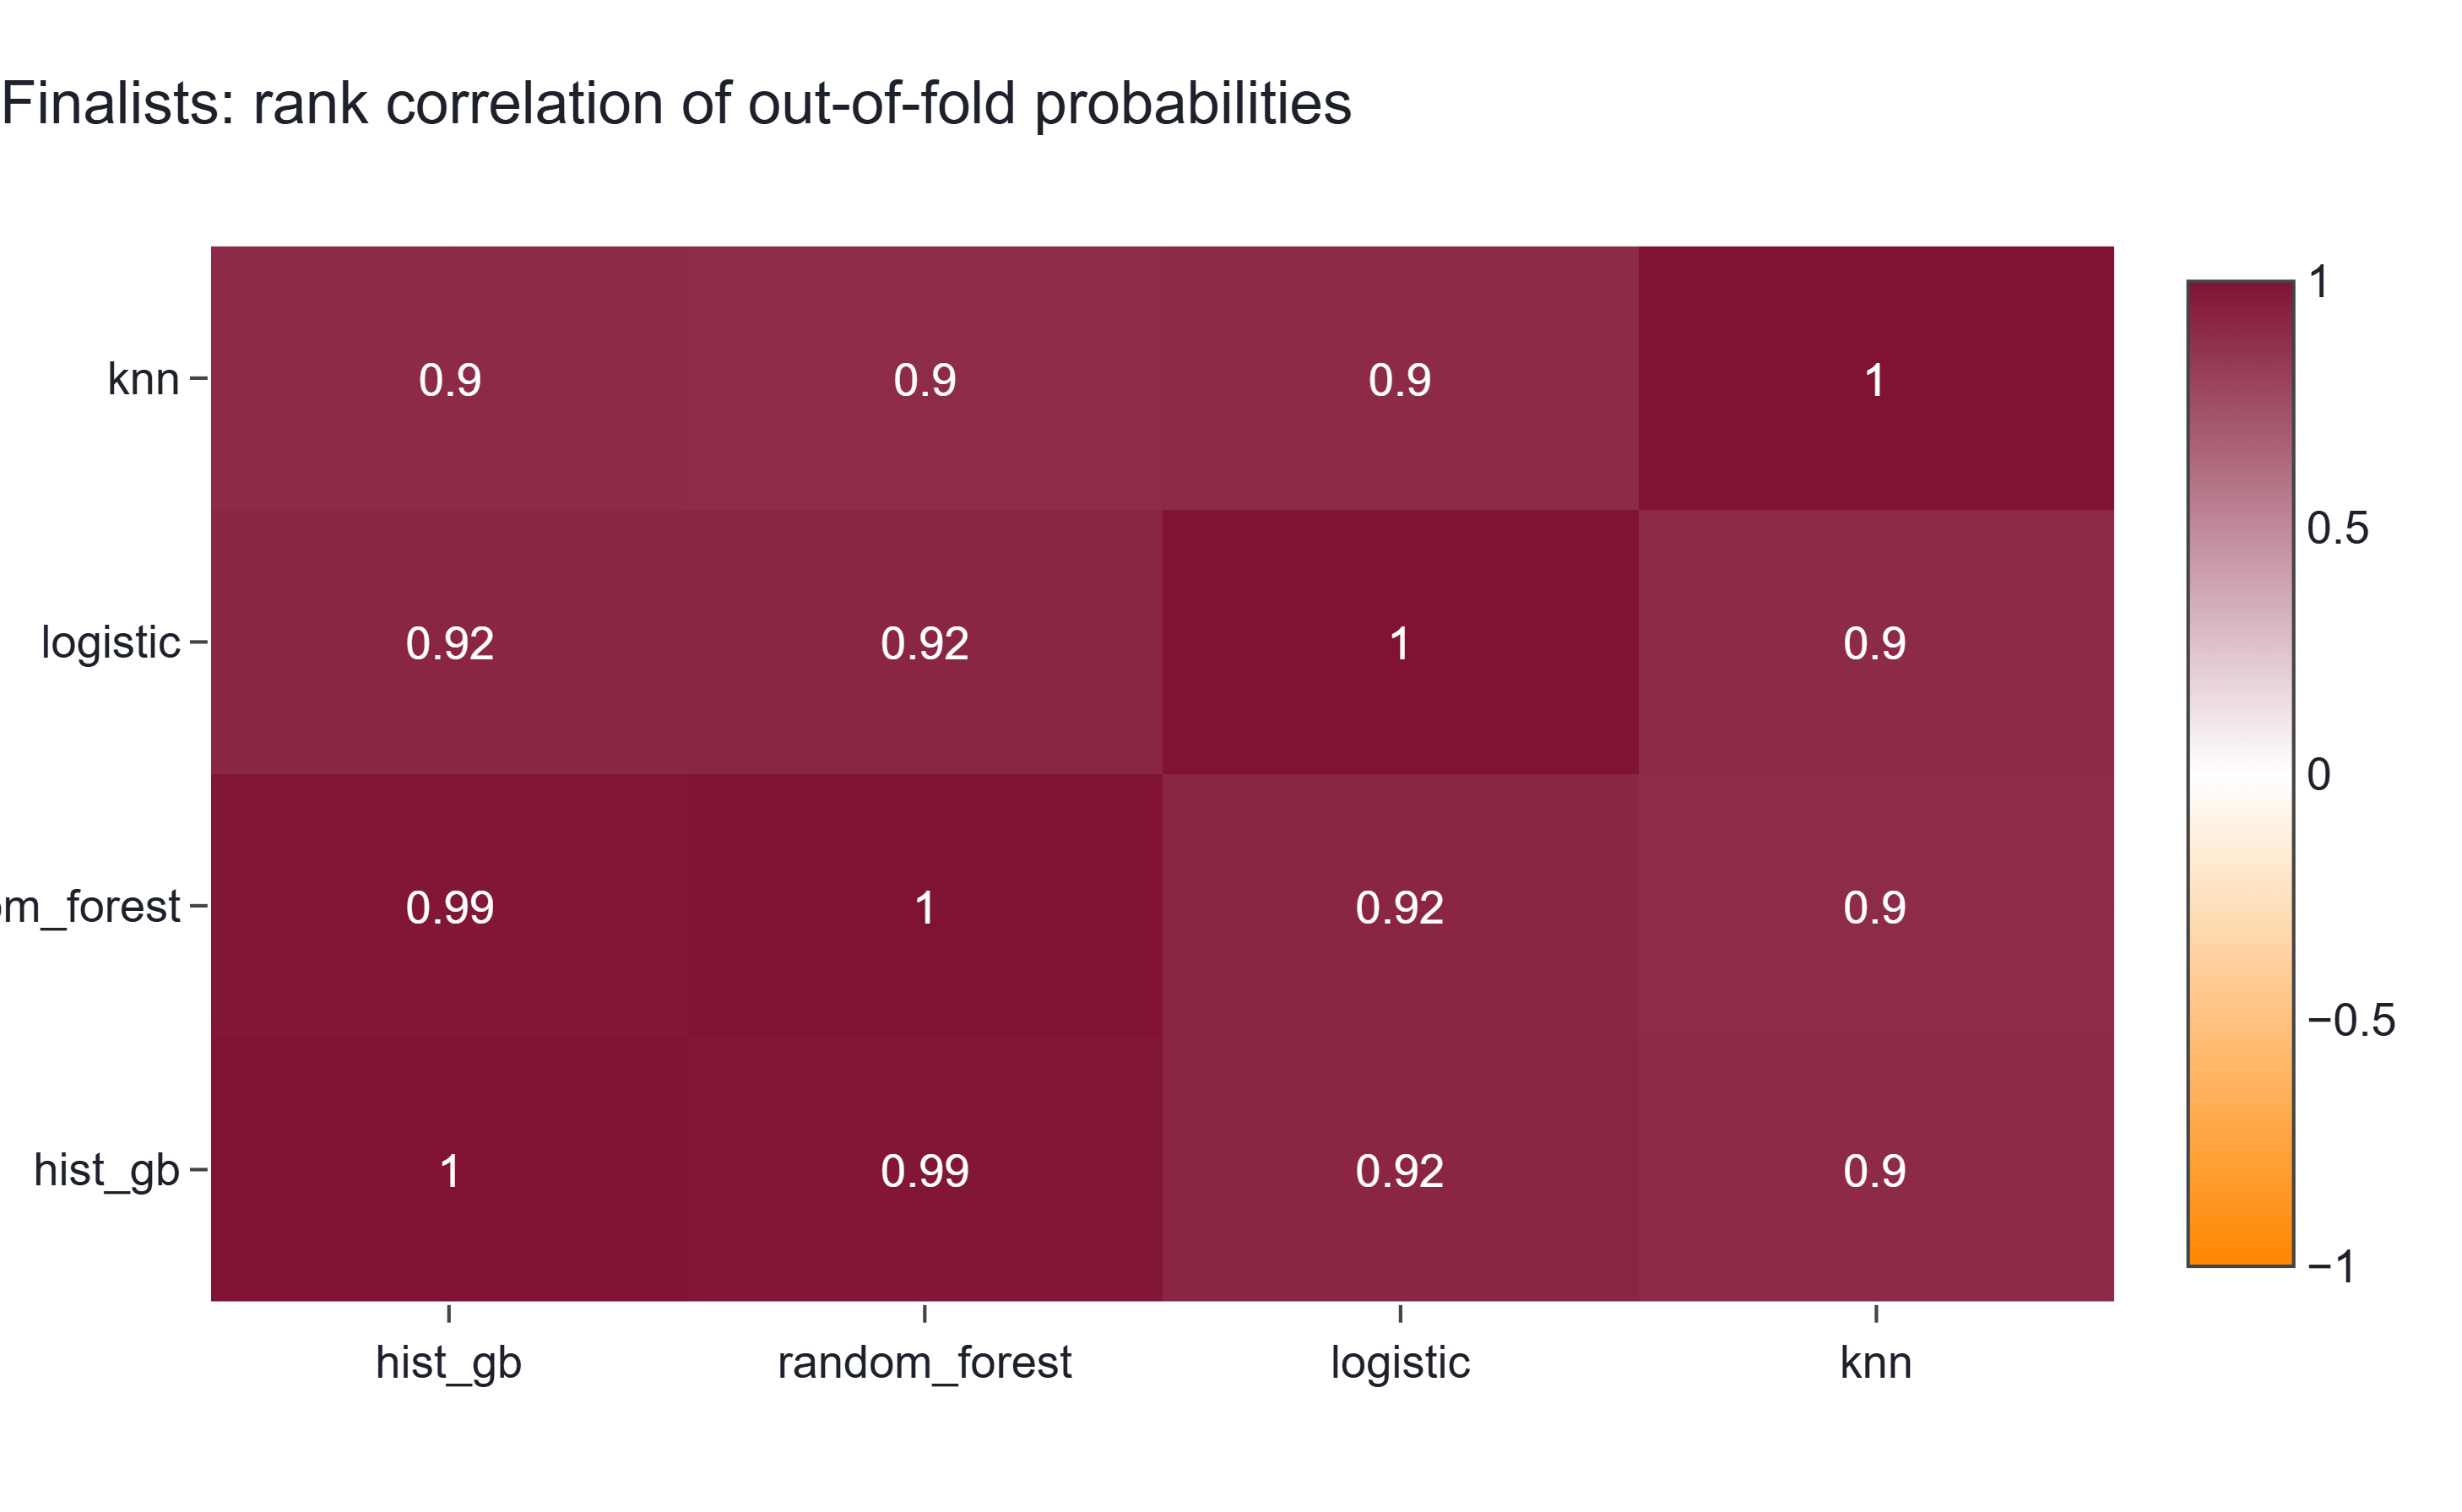 Finalists: rank correlation of out-of-fold probabilities
knn 0.9 0.9 0.9 1
logistic 0.92 0.92 1 0.9
m_forest 0.99 1 0.92 0.9
hist_gb 1 0.99 0.92 0.9
hist_gb random_forest logistic knn
1
0.5
0
−0.5
−1